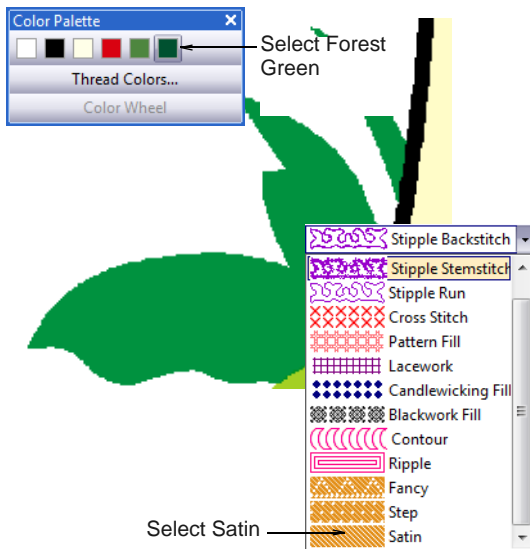 Color Palette
Select Forest
Green
Thread Colors...
Color Wheel
Stipple Backstitch
Stipple Stemstitch
Stipple Run
Cross Stitch
Pattern Fill
Lacework
Candlewicking Fill
Blackwork Fill
Contour
Ripple
Fancy
Step
Select Satin
Satin